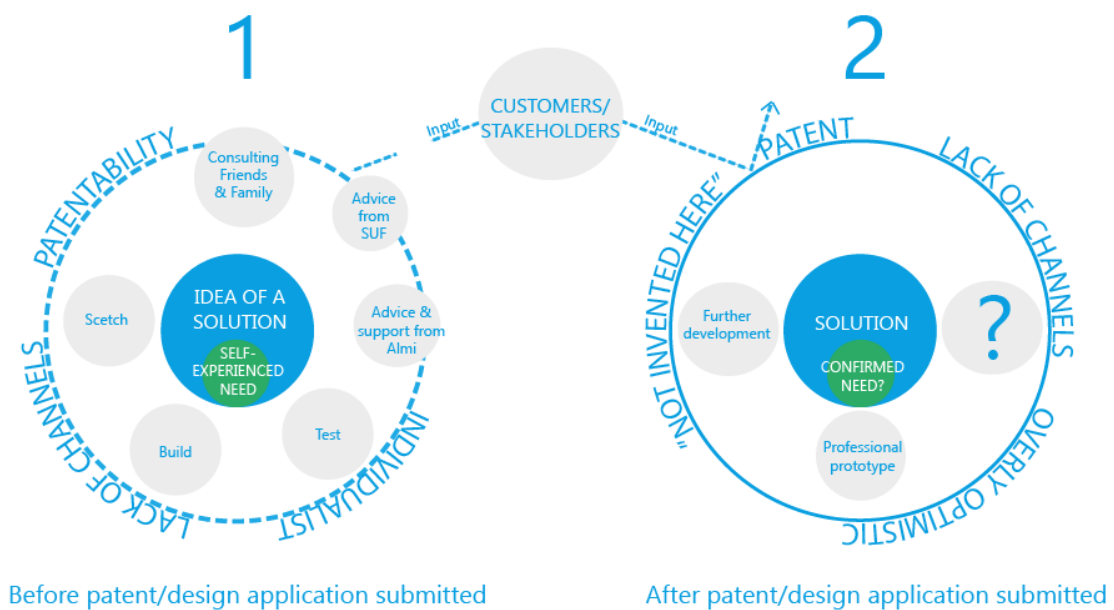 1
2
CUSTOMERS/
STAKEHOLDERS
Input
Input
PATENTABILITY
LACK OF CHANNELS
INDIVIDUALIST
Consulting
Friends
& Family
Advice
from
SUF
Scetch
IDEA OF A
SOLUTION
SELF-
EXPERIENCED
NEED
Advice &
support from
Almi
Build
Test
"NOT INVENTED HERE"
PATENT
LACK OF CHANNELS
OVERLY OPTIMISTIC
Further
development
SOLUTION
CONFIRMED
NEED?
?
Professional
prototype
Before patent/design application submitted
After patent/design application submitted